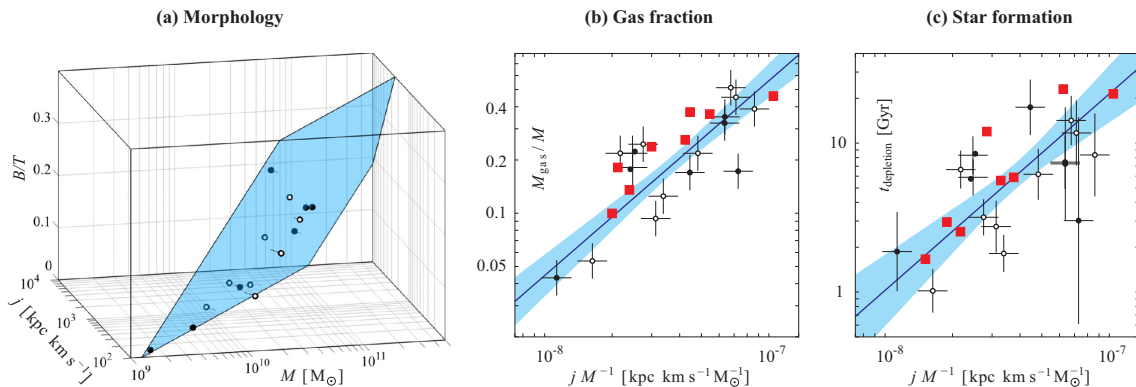 (a) Morphology
(b) Gas fraction
(c) Star formation
B/T
0.3
0.2
0.1
0
10⁴
10³
10²
j [kpc km s⁻¹]
10⁹
10¹⁰
10¹¹
M [M☉]
M_gas / M
0.4
0.2
0.1
0.05
10⁻⁸
10⁻⁷
j M⁻¹ [kpc km s⁻¹ M☉⁻¹]
t_depletion [Gyr]
10
1
10⁻⁸
10⁻⁷
j M⁻¹ [kpc km s⁻¹ M☉⁻¹]